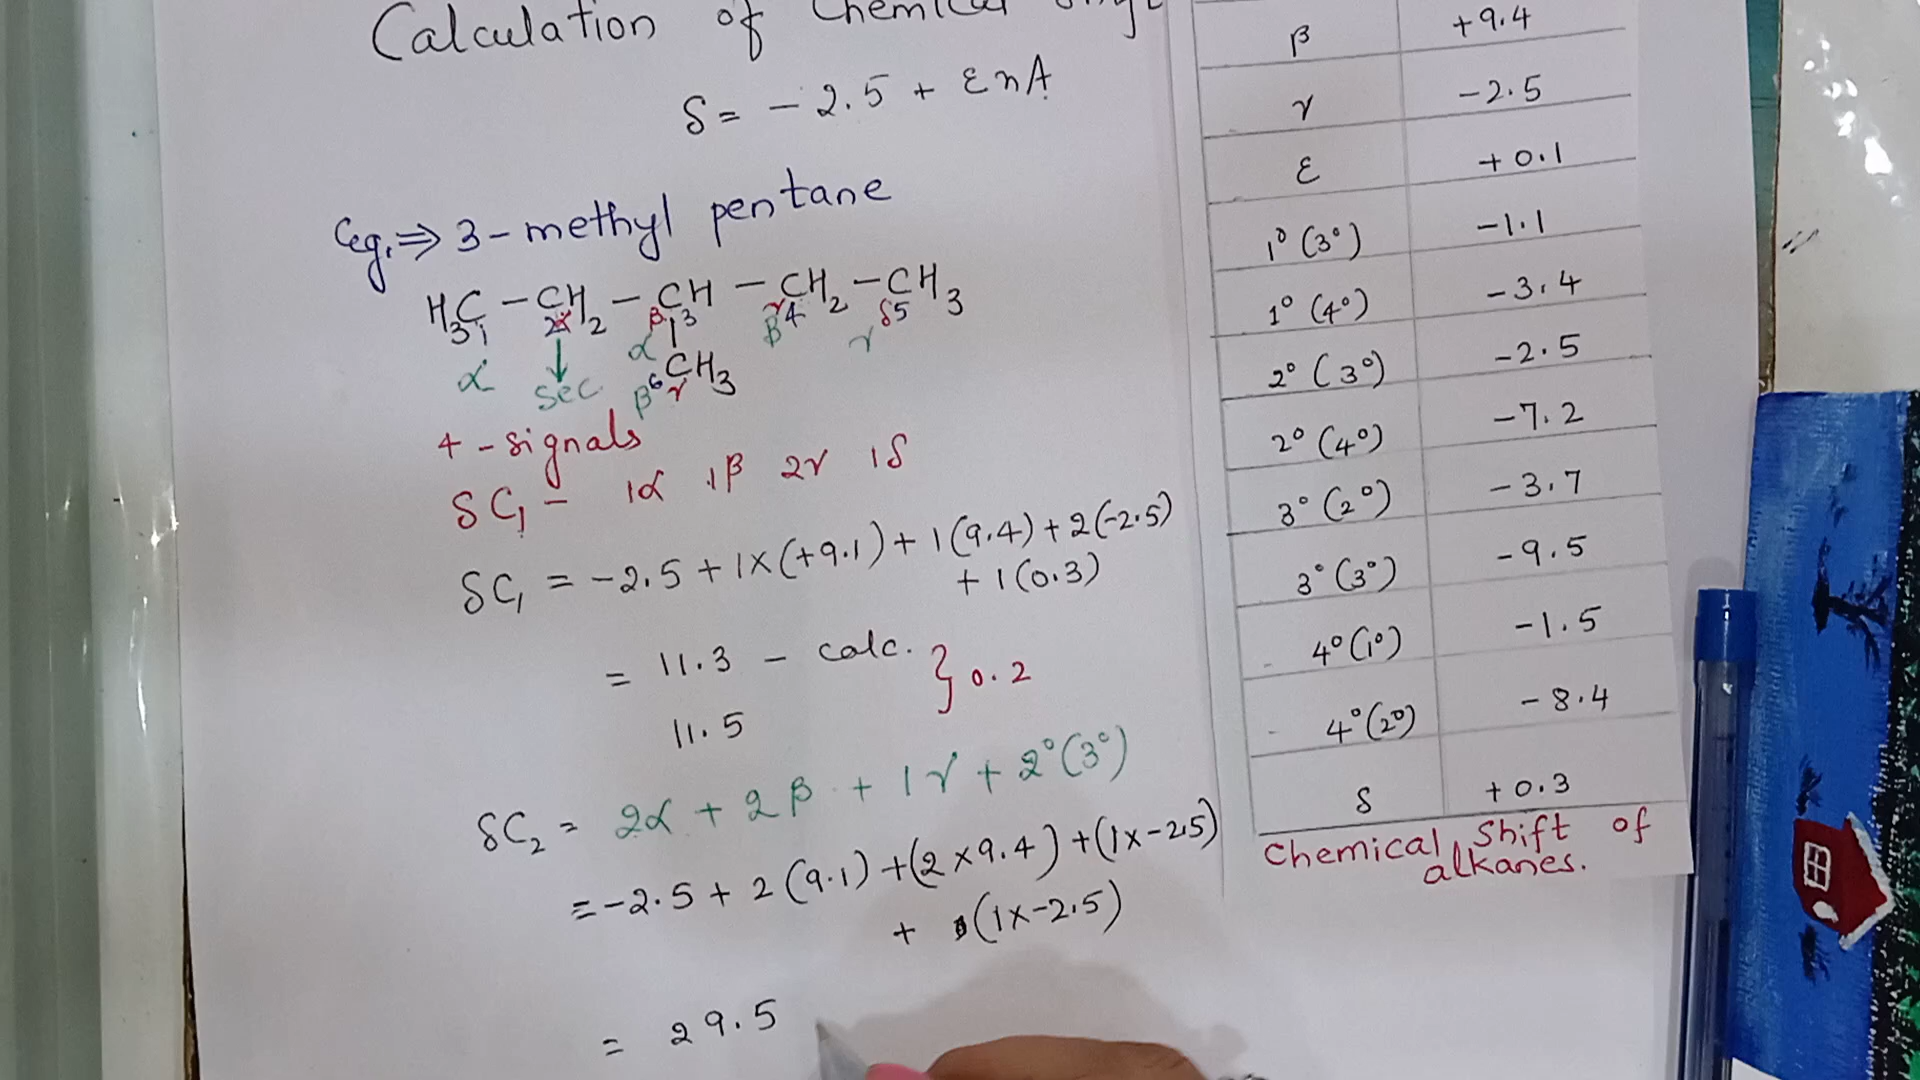 Calculation of Chemical Shift
δ = - 2.5 + ΣnA
eg. ⇒ 3-methyl pentane
H3C - CH2 - CH - CH2 - CH3
1 2 α β 3 γ 4 δ 5
α sec α β γ
CH3
β 6 γ
4 - signals
δC1 - 1α 1β 2γ 1δ
δC1 = -2.5 + 1×(+9.1) + 1(9.4) + 2(-2.5)
+ 1(0.3)
= 11.3 - calc.
11.5 } 0.2
δC2 = 2α + 2β + 1γ + 2°(3°)
= -2.5 + 2(9.1) + (2×9.4) + (1×-2.5)
+ (1×-2.5)
= 29.5
β +9.4
γ -2.5
ε +0.1
1° (3°) -1.1
1° (4°) -3.4
2° (3°) -2.5
2° (4°) -7.2
3° (2°) -3.7
3° (3°) -9.5
4° (1°) -1.5
4° (2°) -8.4
δ +0.3
Chemical Shift of
alkanes.